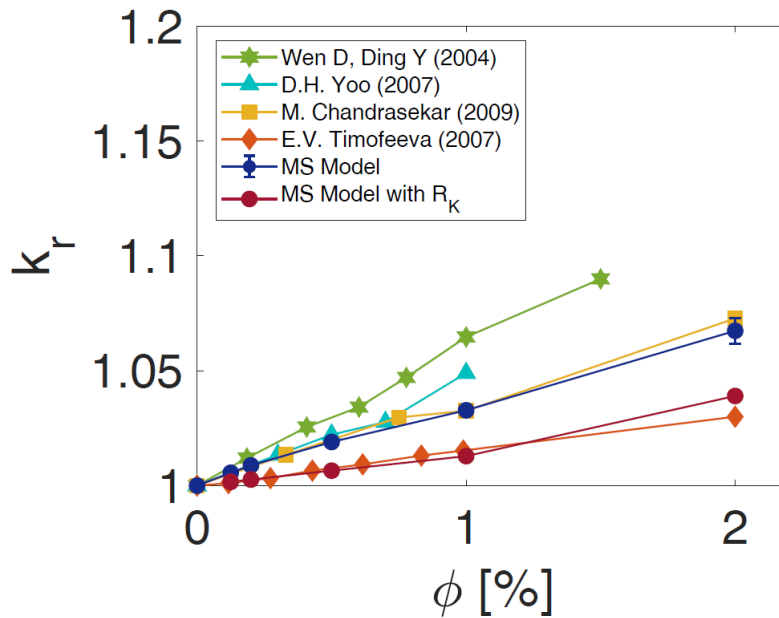 1.2
Wen D, Ding Y (2004)
D.H. Yoo (2007)
M. Chandrasekar (2009)
E.V. Timofeeva (2007)
MS Model
MS Model with R_K
1.15
k_r
1.1
1.05
1
0
1
2
ϕ [%]